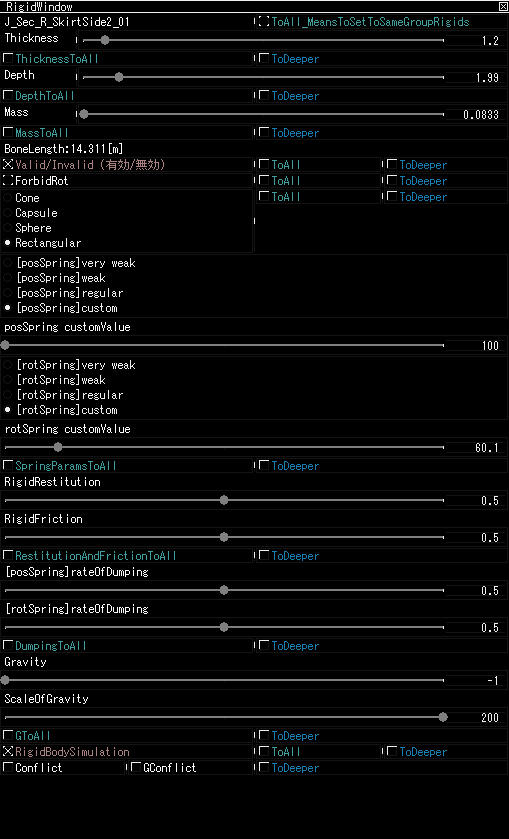 RigidWindow
J_Sec_R_SkirtSide2_01 ToAll_MeansToSetToSameGroupRigids
Thickness 1.2
ThicknessToAll ToDeeper
Depth 1.99
DepthToAll ToDeeper
Mass 0.0833
MassToAll ToDeeper
BoneLength:14.311[m]
Valid/Invalid (有効/無効) ToAll ToDeeper
ForbidRot ToAll ToDeeper
Cone ToAll ToDeeper
Capsule
Sphere
Rectangular
[posSpring]very weak
[posSpring]weak
[posSpring]regular
[posSpring]custom
posSpring customValue
100
[rotSpring]very weak
[rotSpring]weak
[rotSpring]regular
[rotSpring]custom
rotSpring customValue
60.1
SpringParamsToAll ToDeeper
RigidRestitution
0.5
RigidFriction
0.5
RestitutionAndFrictionToAll ToDeeper
[posSpring]rateOfDumping
0.5
[rotSpring]rateOfDumping
0.5
DumpingToAll ToDeeper
Gravity
-1
ScaleOfGravity
200
GToAll ToDeeper
RigidBodySimulation ToAll ToDeeper
Conflict GConflict ToDeeper